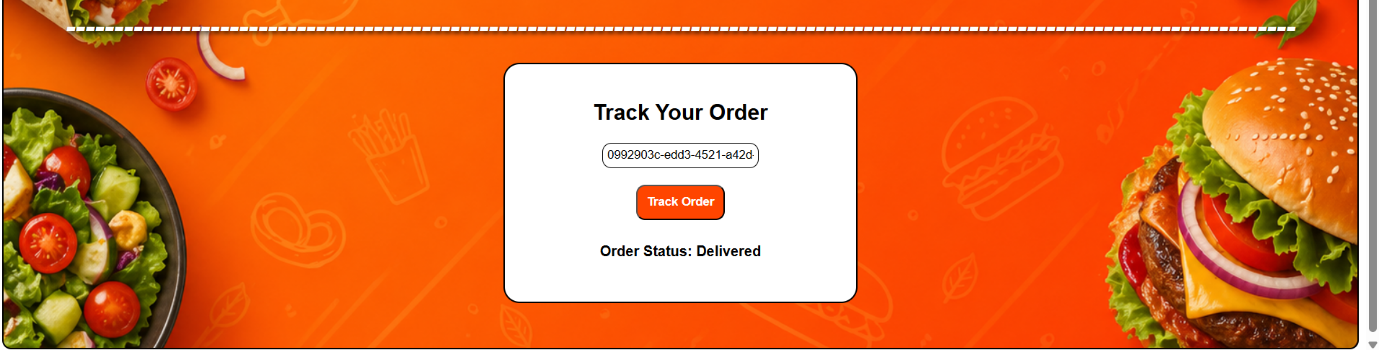 Track Your Order
0992903c-edd3-4521-a42d-
Track Order
Order Status: Delivered